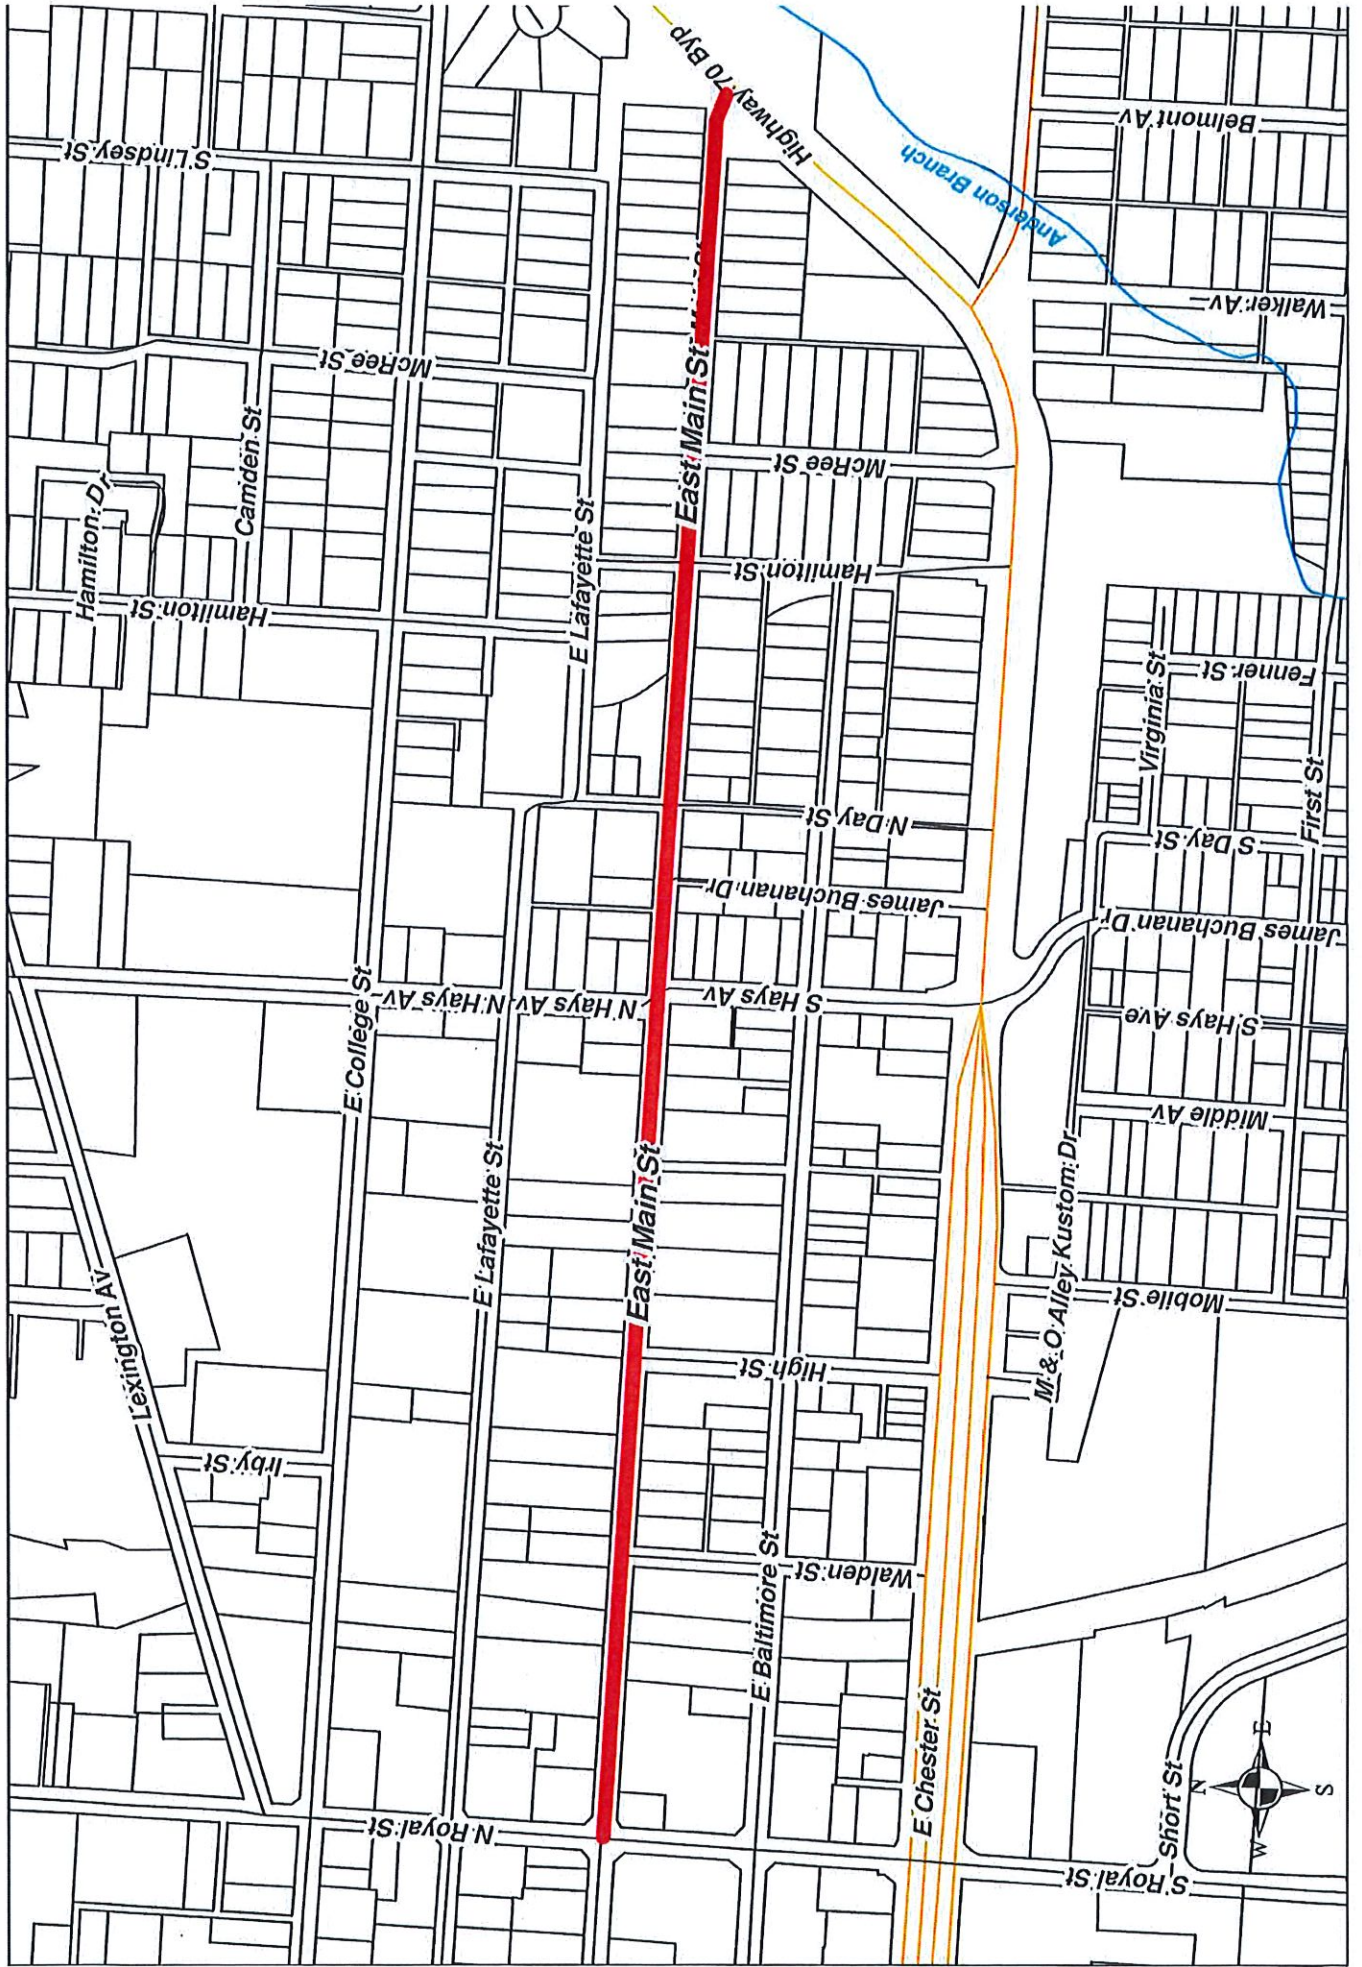 Highway 70 Byp
S Lindsey St
Belmont Av
Anderson Branch
Walker Av
McRee St
East Main St
McRee St
Camden St
Hamilton Dr
E Lafayette St
Hamilton St
Hamilton St
Fenner St
Virginia St
First St
N Day St
S Day St
James Buchanan Dr
James Buchanan Dr
N Hays Av
N Hays Av
S Hays Av
S Hays Ave
E College St
Middle Av
E Lafayette St
East Main St
M & O Alley Kustom Dr
Mobile St
Lexington Av
High St
Irby St
Walden St
E Baltimore St
E Chester St
Short St
N Royal St
S Royal St
N
E
S
W